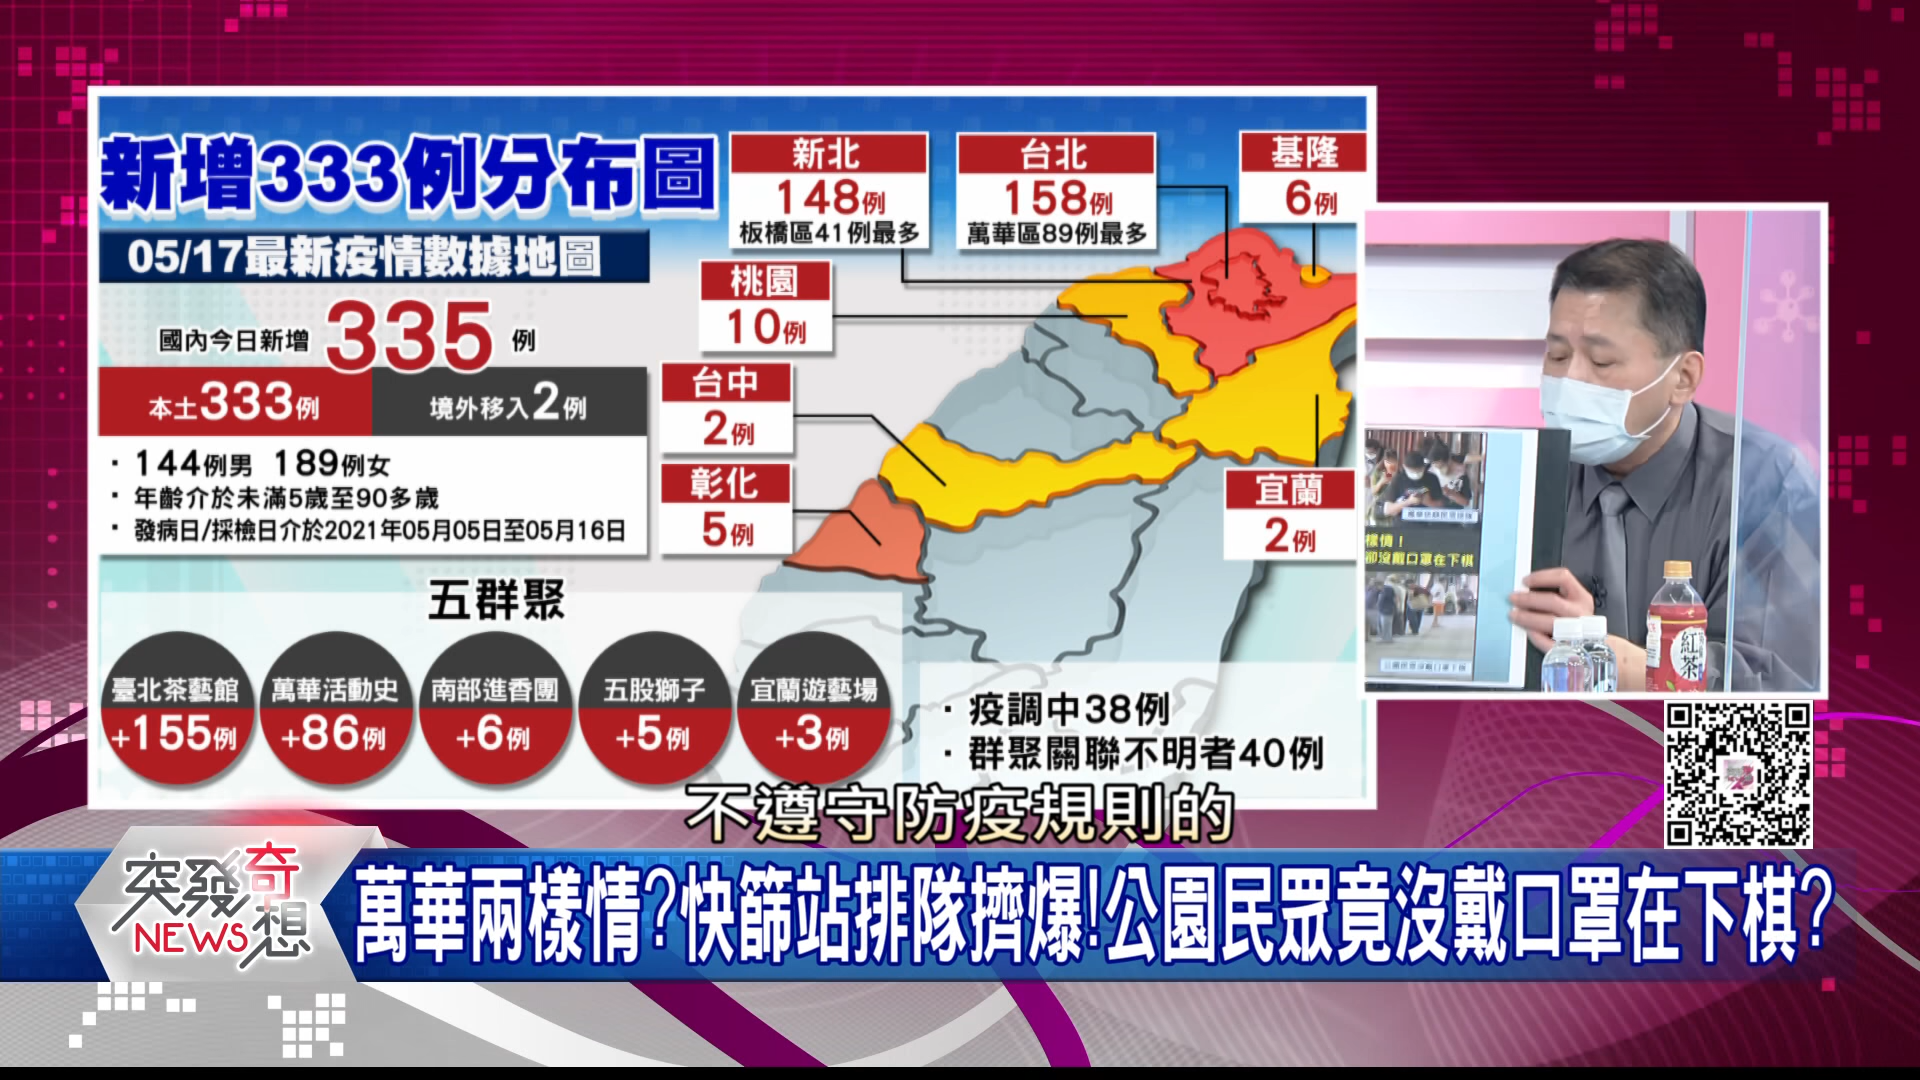 新增333例分布圖
05/17最新疫情數據地圖
國內今日新增 335 例
本土333例 境外移入2例
· 144例男 189例女
· 年齡介於未滿5歲至90多歲
· 發病日/採檢日介於2021年05月05日至05月16日
新北
148例
板橋區41例最多
台北
158例
萬華區89例最多
基隆
6例
桃園
10例
台中
2例
彰化
5例
宜蘭
2例
五群聚
臺北茶藝館
+155例
萬華活動史
+86例
南部進香團
+6例
五股獅子
+5例
宜蘭遊藝場
+3例
· 疫調中38例
· 群聚關聯不明者40例
樣情！
卻沒戴口罩在下棋
紅茶
不遵守防疫規則的
突發奇想
NEWS
萬華兩樣情?快篩站排隊擠爆!公園民眾竟沒戴口罩在下棋?